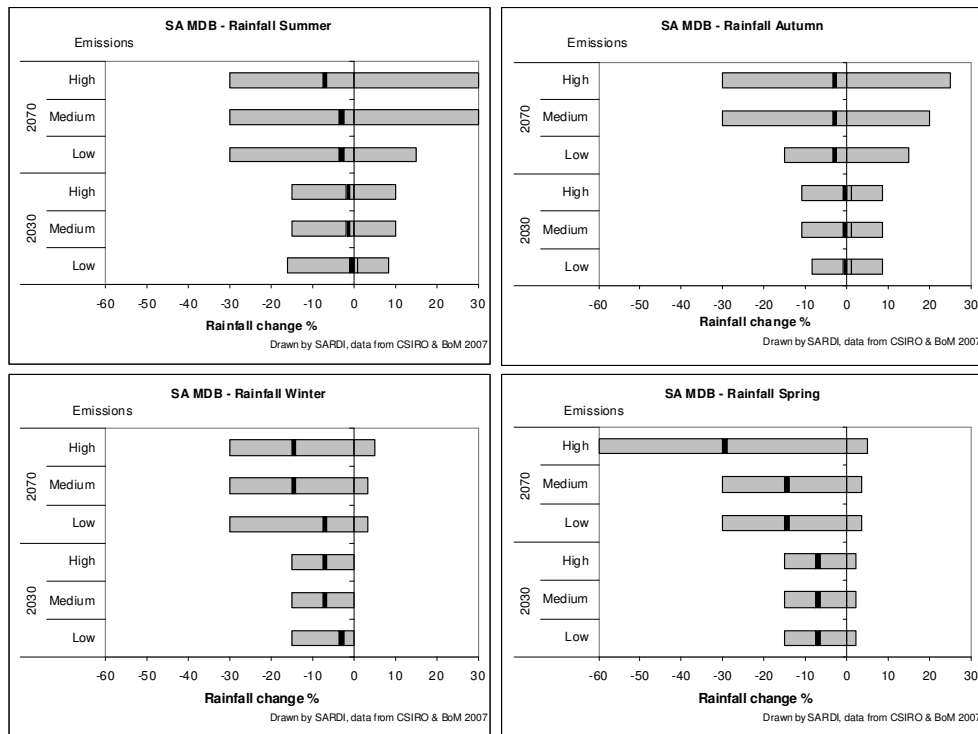 SA MDB - Rainfall Summer
Emissions
2070
High
Medium
Low
2030
High
Medium
Low
-60 -50 -40 -30 -20 -10 0 10 20 30
Rainfall change %
Drawn by SARDI, data from CSIRO & BoM 2007
SA MDB - Rainfall Autumn
Emissions
2070
High
Medium
Low
2030
High
Medium
Low
-60 -50 -40 -30 -20 -10 0 10 20 30
Rainfall change %
Drawn by SARDI, data from CSIRO & BoM 2007
SA MDB - Rainfall Winter
Emissions
2070
High
Medium
Low
2030
High
Medium
Low
-60 -50 -40 -30 -20 -10 0 10 20 30
Rainfall change %
Drawn by SARDI, data from CSIRO & BoM 2007
SA MDB - Rainfall Spring
Emissions
2070
High
Medium
Low
2030
High
Medium
Low
-60 -50 -40 -30 -20 -10 0 10 20 30
Rainfall change %
Drawn by SARDI, data from CSIRO & BoM 2007